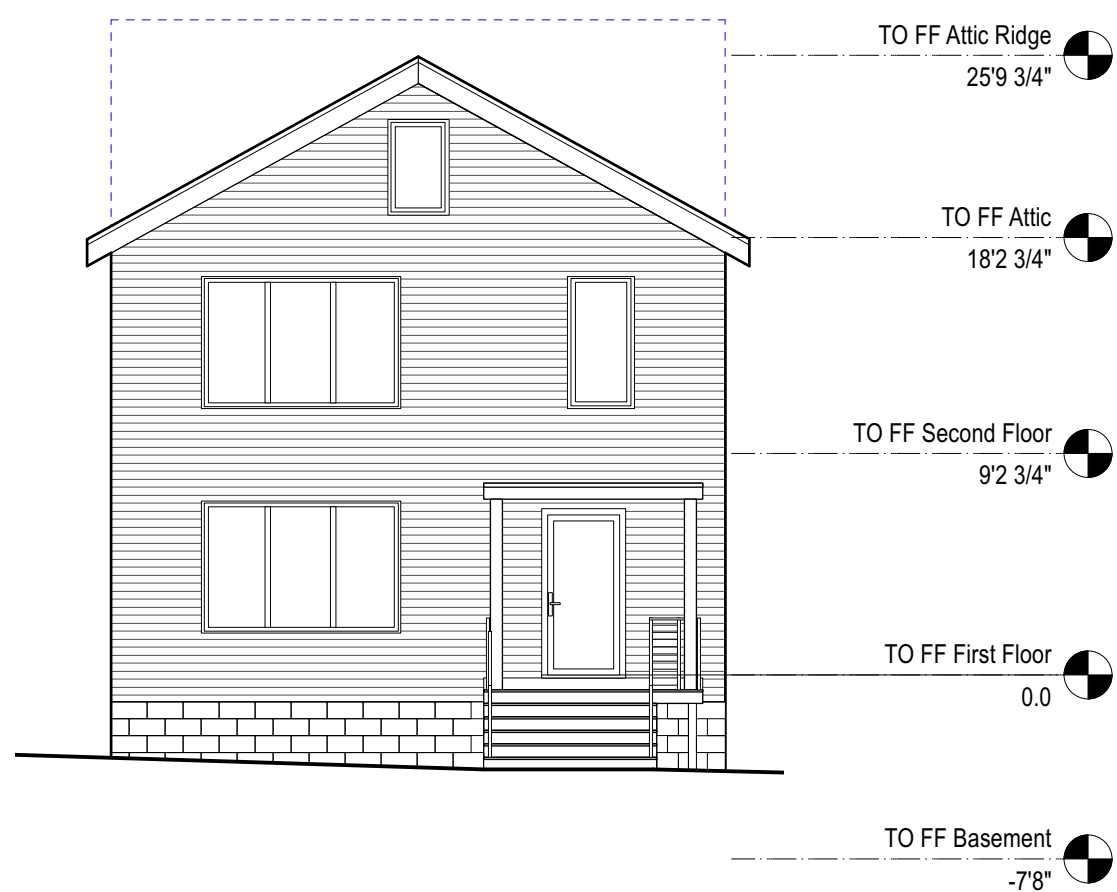 TO FF Attic Ridge
25'9 3/4"
TO FF Attic
18'2 3/4"
TO FF Second Floor
9'2 3/4"
TO FF First Floor
0.0
TO FF Basement
-7'8"